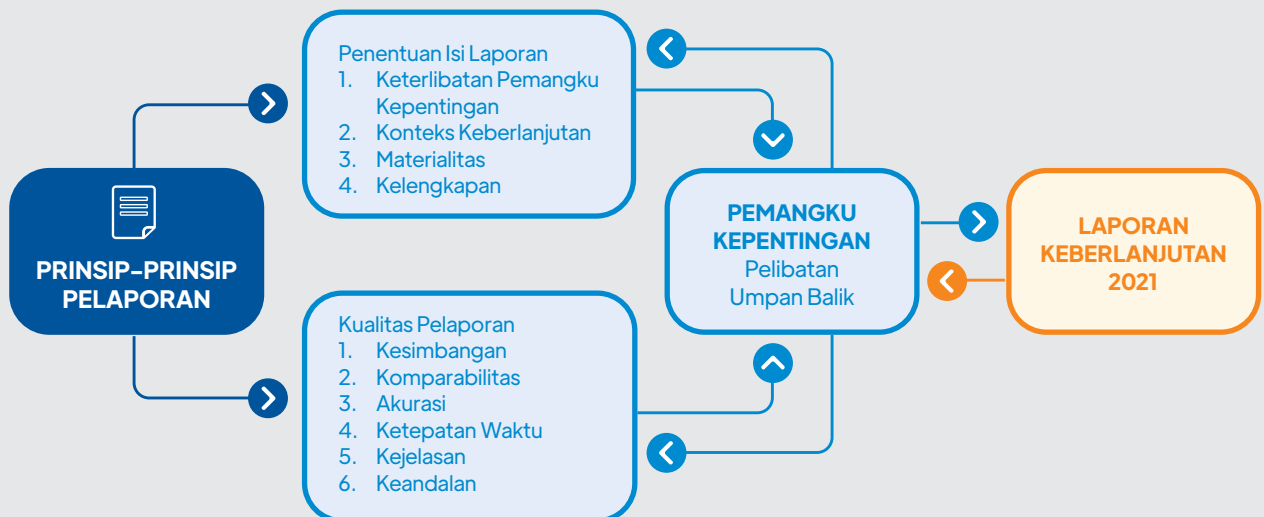 PRINSIP-PRINSIP
PELAPORAN
Penentuan Isi Laporan
1. Keterlibatan Pemangku
Kepentingan
2. Konteks Keberlanjutan
3. Materialitas
4. Kelengkapan
Kualitas Pelaporan
1. Kesimbangan
2. Komparabilitas
3. Akurasi
4. Ketepatan Waktu
5. Kejelasan
6. Keandalan
PEMANGKU
KEPENTINGAN
Pelibatan
Umpan Balik
LAPORAN
KEBERLANJUTAN
2021